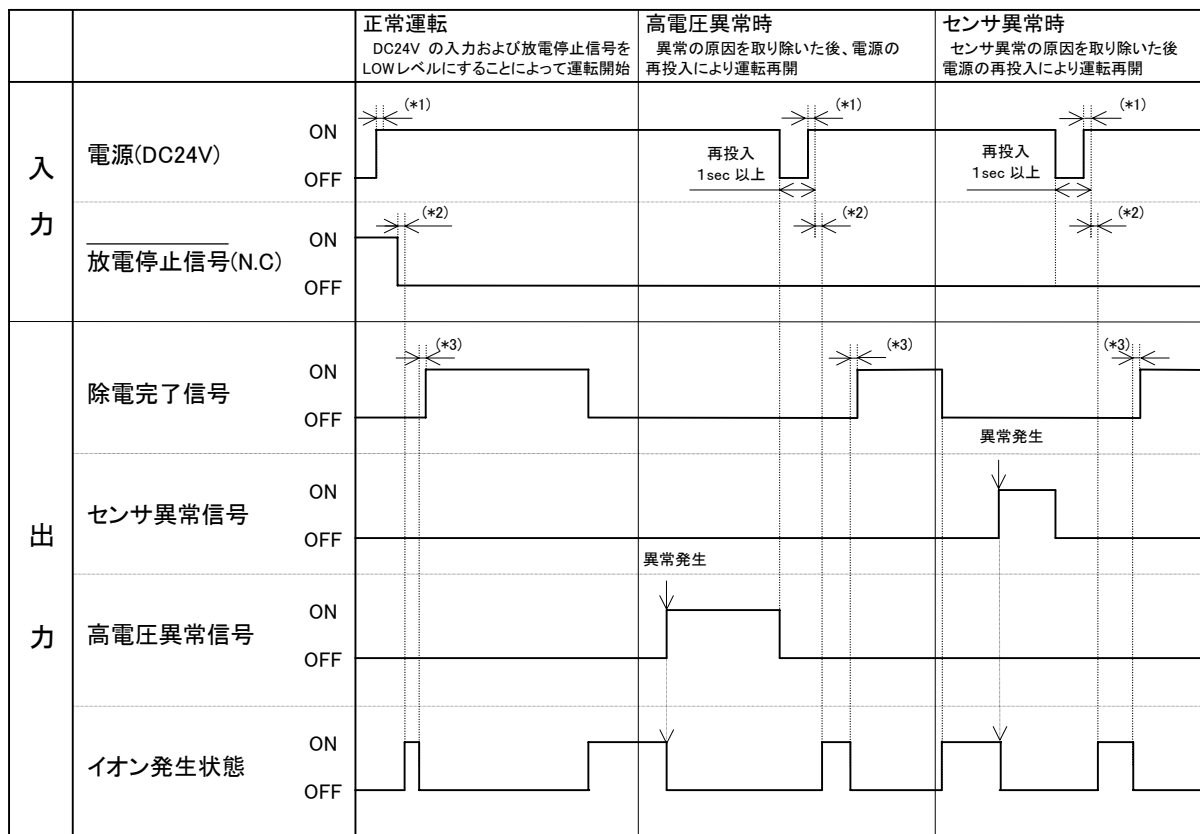 正常運転
DC24V の入力および放電停止信号を
LOWレベルにすることによって運転開始
高電圧異常時
異常の原因を取り除いた後、電源の
再投入により運転再開
センサ異常時
センサ異常の原因を取り除いた後
電源の再投入により運転再開
入
力
電源(DC24V)
ON
OFF
(*1)
(*1)
(*1)
再投入
1sec 以上
再投入
1sec 以上
放電停止信号(N.C)
ON
OFF
(*2)
(*2)
(*2)
出
力
除電完了信号
ON
OFF
(*3)
(*3)
(*3)
異常発生
センサ異常信号
ON
OFF
異常発生
高電圧異常信号
ON
OFF
イオン発生状態
ON
OFF